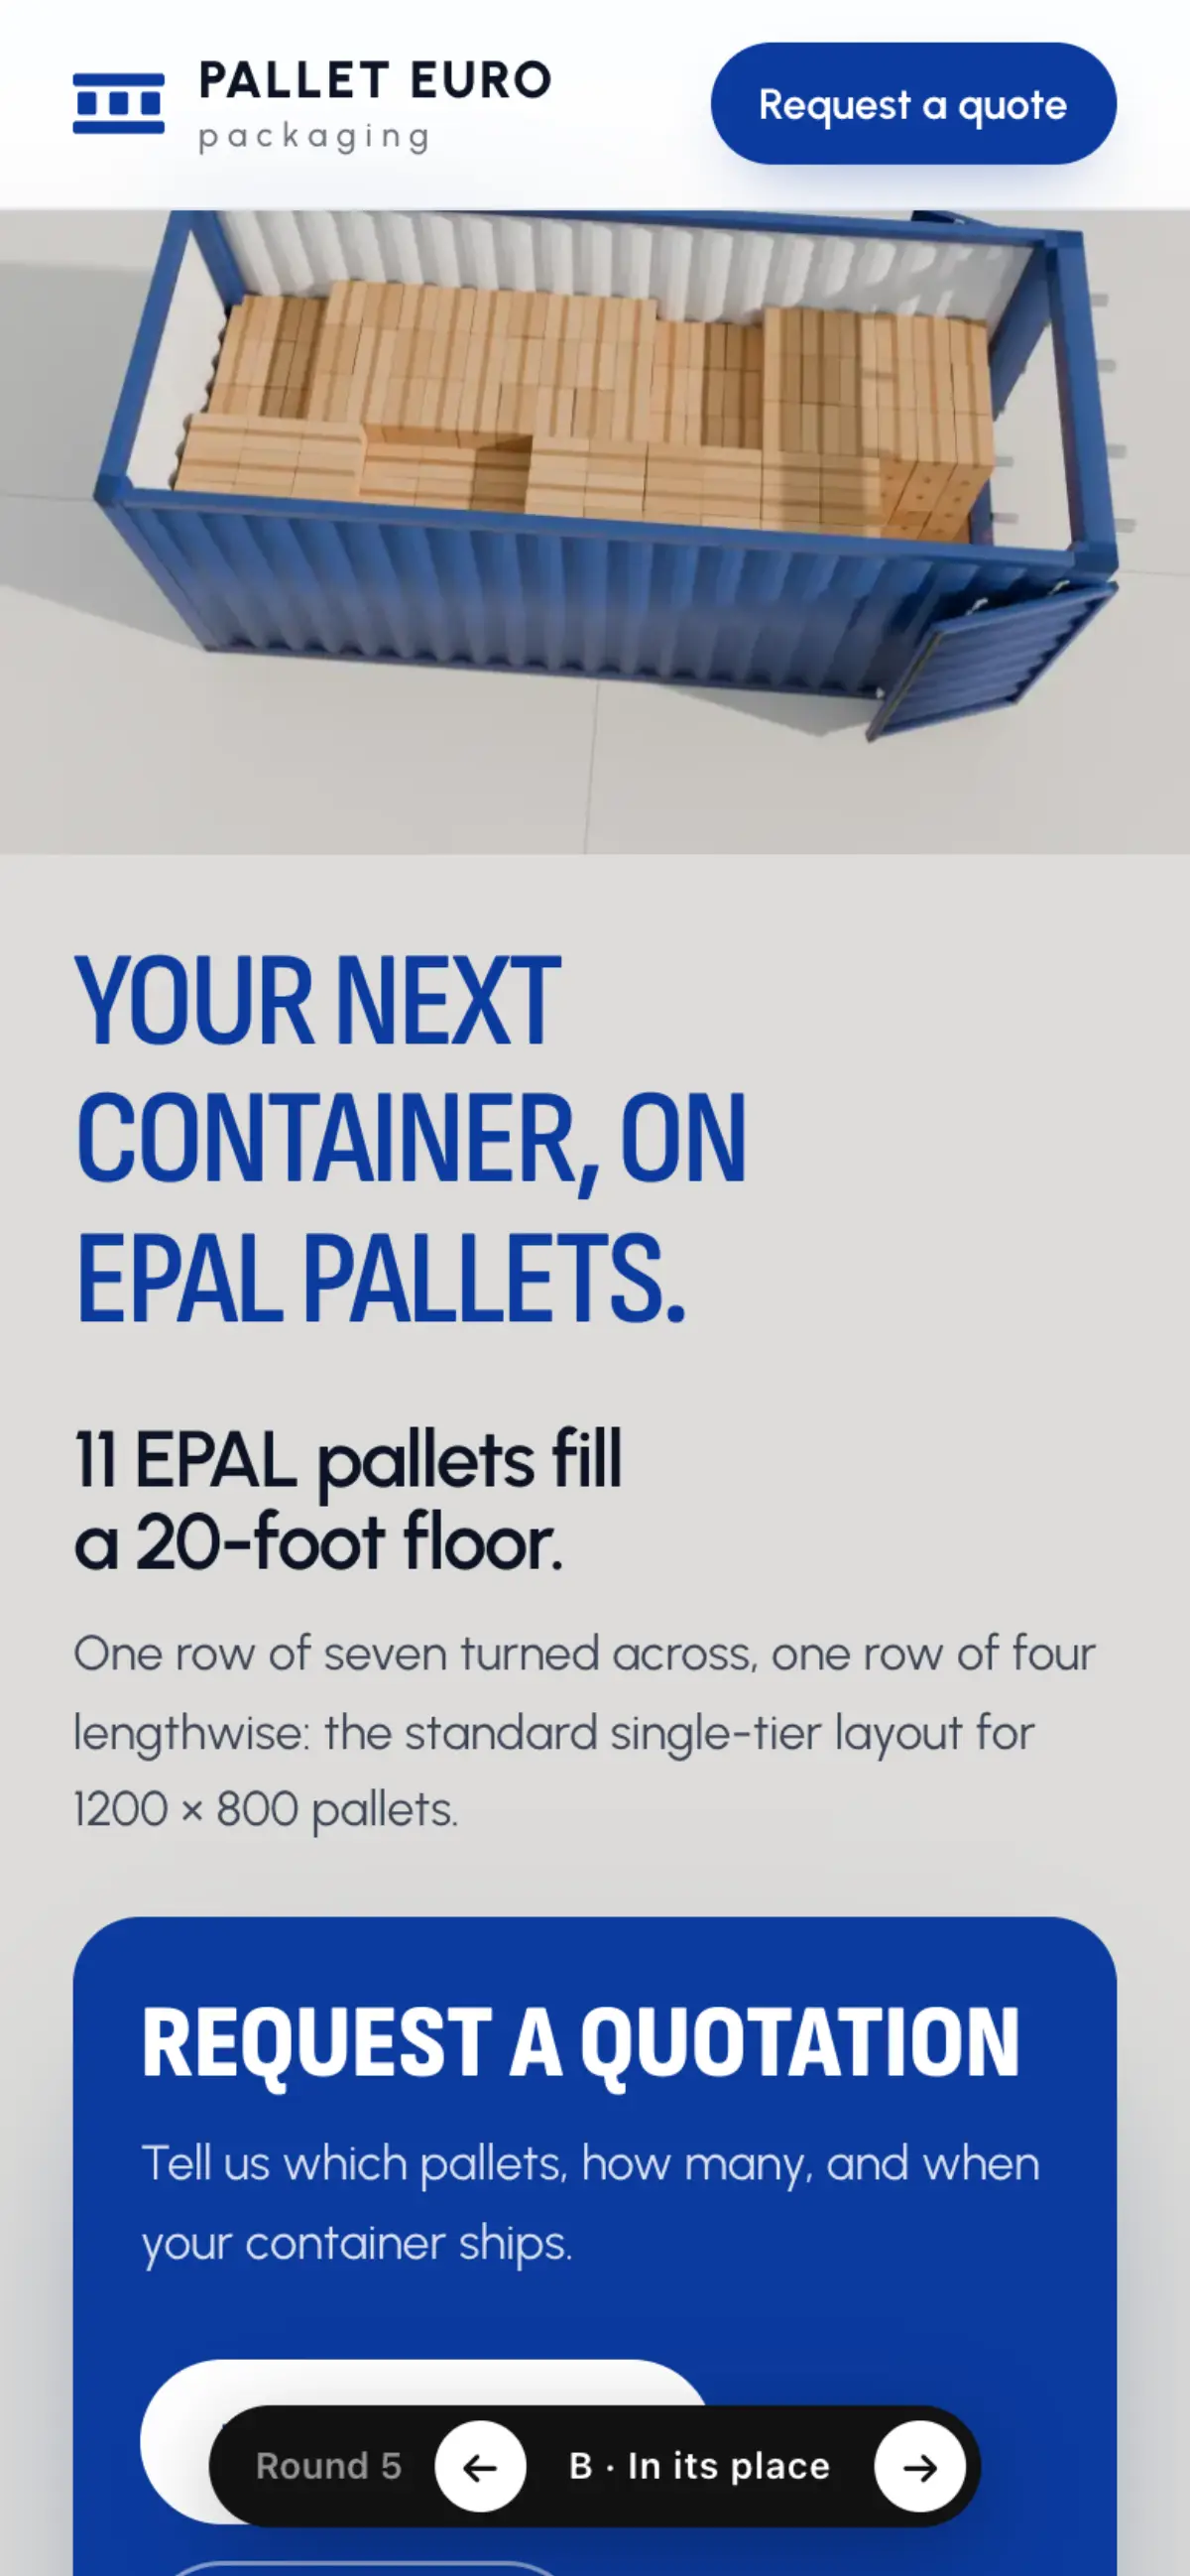 PALLET EURO
packaging
Request a quote
YOUR NEXT
CONTAINER, ON
EPAL PALLETS.
11 EPAL pallets fill
a 20-foot floor.
One row of seven turned across, one row of four
lengthwise: the standard single-tier layout for
1200 × 800 pallets.
REQUEST A QUOTATION
Tell us which pallets, how many, and when
your container ships.
Round 5 ← B · In its place →